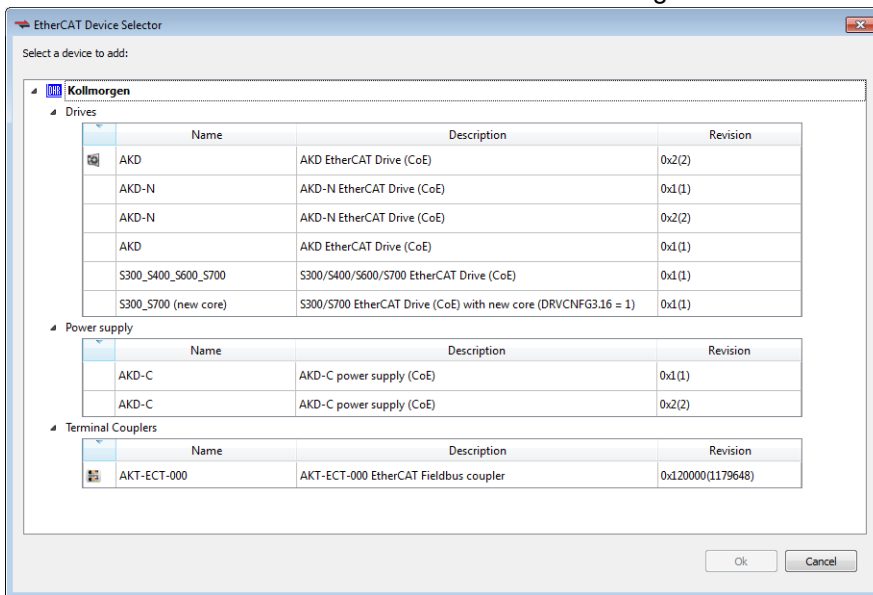 EtherCAT Device Selector
Select a device to add:
DHR Kollmorgen
Drives
Name Description Revision
AKD AKD EtherCAT Drive (CoE) 0x2(2)
AKD-N AKD-N EtherCAT Drive (CoE) 0x1(1)
AKD-N AKD-N EtherCAT Drive (CoE) 0x2(2)
AKD AKD EtherCAT Drive (CoE) 0x1(1)
S300_S400_S600_S700 S300/S400/S600/S700 EtherCAT Drive (CoE) 0x1(1)
S300_S700 (new core) S300/S700 EtherCAT Drive (CoE) with new core (DRVCNFG3.16 = 1) 0x1(1)
Power supply
Name Description Revision
AKD-C AKD-C power supply (CoE) 0x1(1)
AKD-C AKD-C power supply (CoE) 0x2(2)
Terminal Couplers
Name Description Revision
AKT-ECT-000 AKT-ECT-000 EtherCAT Fieldbus coupler 0x120000(1179648)
Ok Cancel